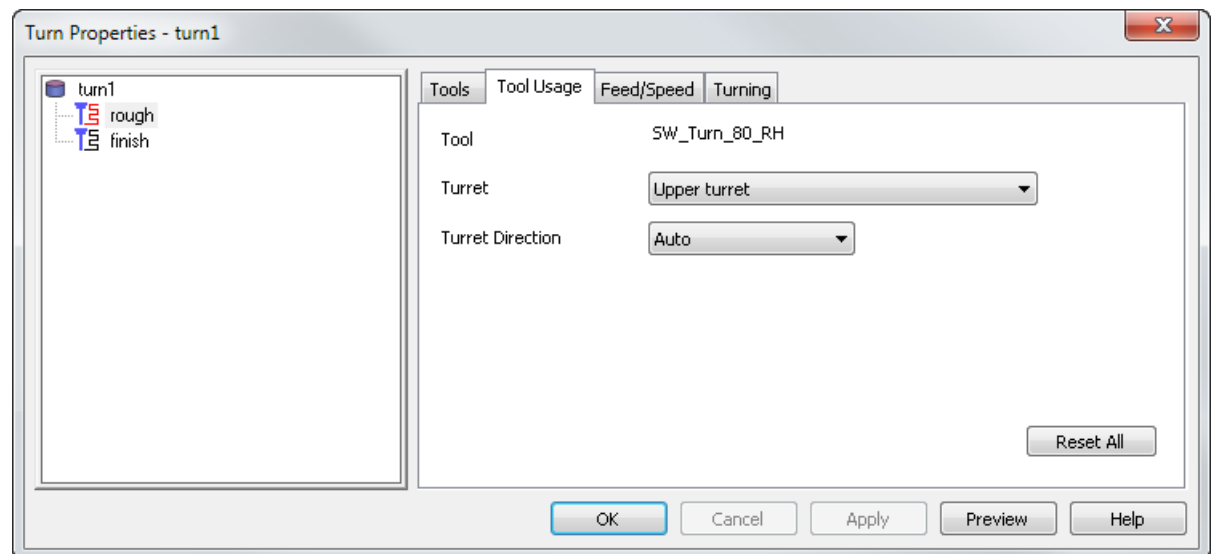 Turn Properties - turn1
turn1
rough
finish
Tools Tool Usage Feed/Speed Turning
Tool SW_Turn_80_RH
Turret Upper turret
Turret Direction Auto
Reset All
OK Cancel Apply Preview Help